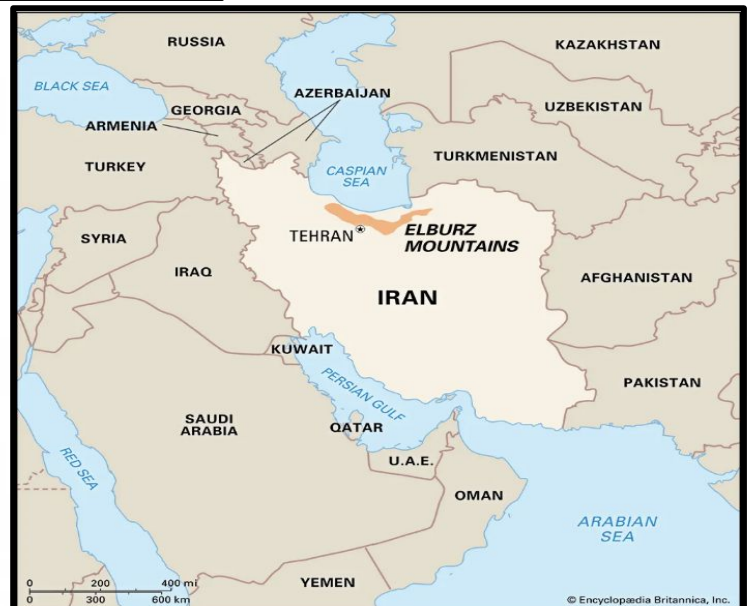 RUSSIA
KAZAKHSTAN
BLACK SEA
AZERBAIJAN
GEORGIA
UZBEKISTAN
ARMENIA
TURKEY
CASPIAN
SEA
TURKMENISTAN
TEHRAN
ELBURZ
MOUNTAINS
SYRIA
IRAQ
AFGHANISTAN
IRAN
KUWAIT
PERSIAN GULF
PAKISTAN
SAUDI
ARABIA
QATAR
RED SEA
U.A.E.
OMAN
ARABIAN
SEA
YEMEN
0 200 400 mi
0 300 600 km
© Encyclopædia Britannica, Inc.